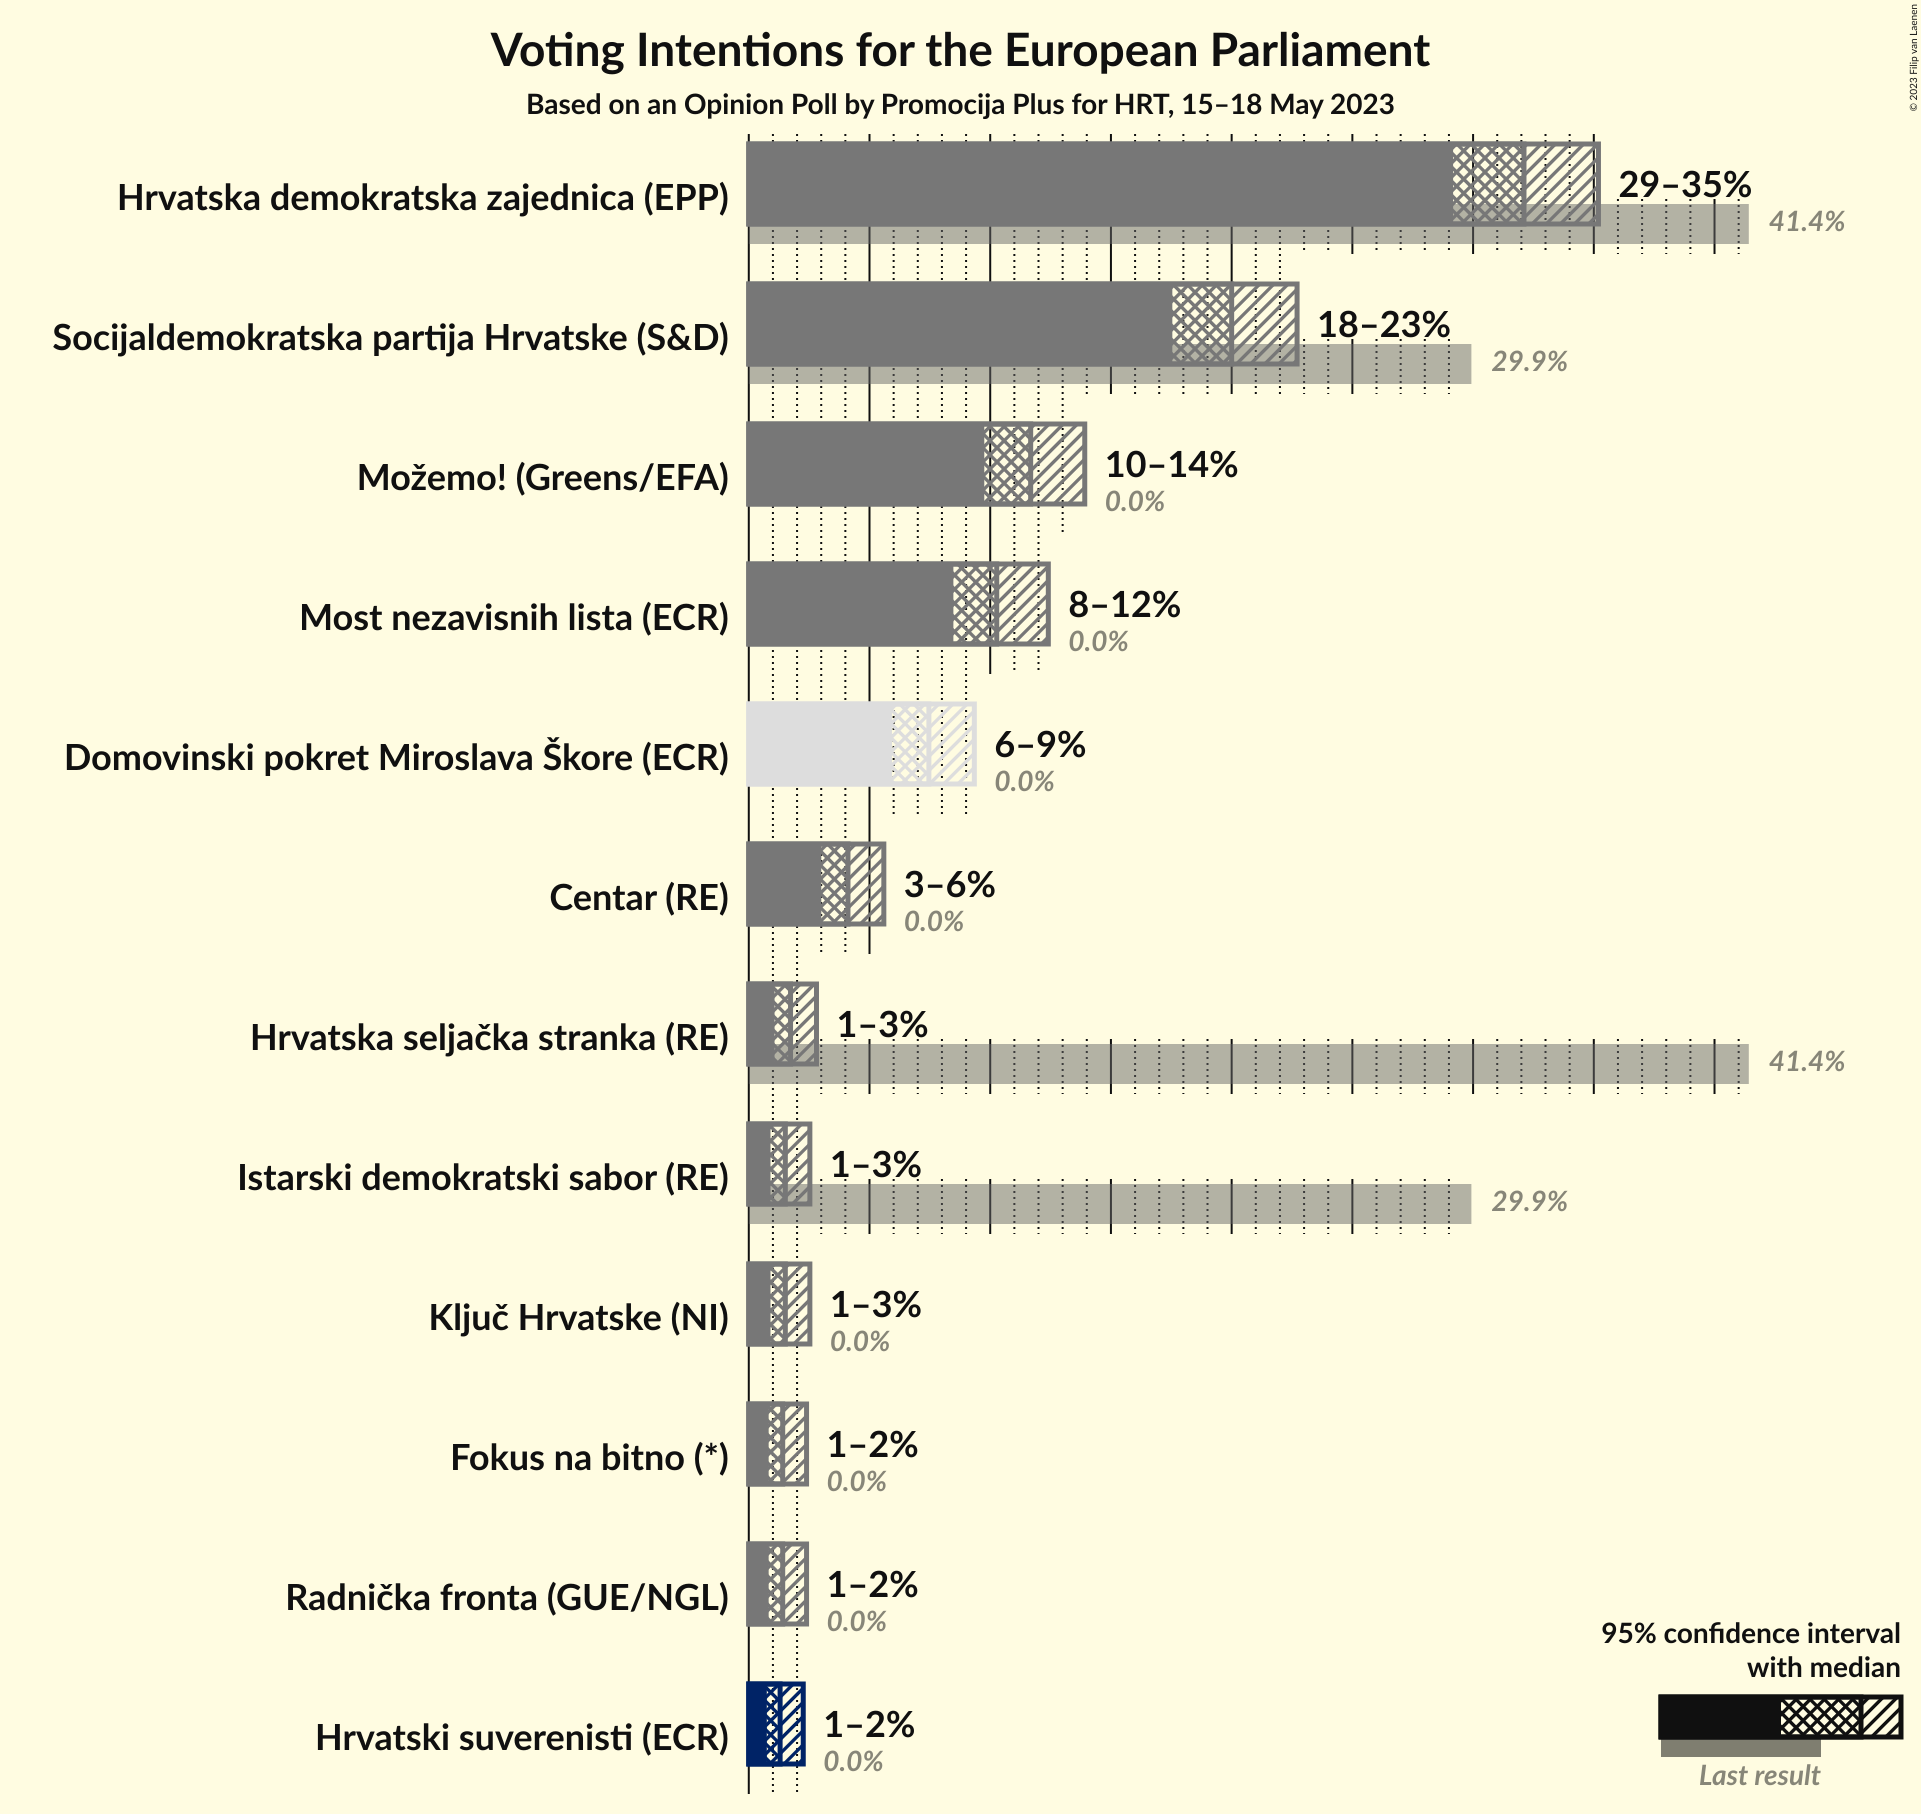 Voting Intentions for the European Parliament
Based on an Opinion Poll by Promocija Plus for HRT, 15–18 May 2023
© 2023 Filip van Laenen
Hrvatska demokratska zajednica (EPP)
29–35%
41.4%
Socijaldemokratska partija Hrvatske (S&D)
18–23%
29.9%
Možemo! (Greens/EFA)
10–14%
0.0%
Most nezavisnih lista (ECR)
8–12%
0.0%
Domovinski pokret Miroslava Škore (ECR)
6–9%
0.0%
Centar (RE)
3–6%
0.0%
Hrvatska seljačka stranka (RE)
1–3%
41.4%
Istarski demokratski sabor (RE)
1–3%
29.9%
Ključ Hrvatske (NI)
1–3%
0.0%
Fokus na bitno (*)
1–2%
0.0%
Radnička fronta (GUE/NGL)
1–2%
0.0%
Hrvatski suverenisti (ECR)
1–2%
0.0%
95% confidence interval
with median
Last result